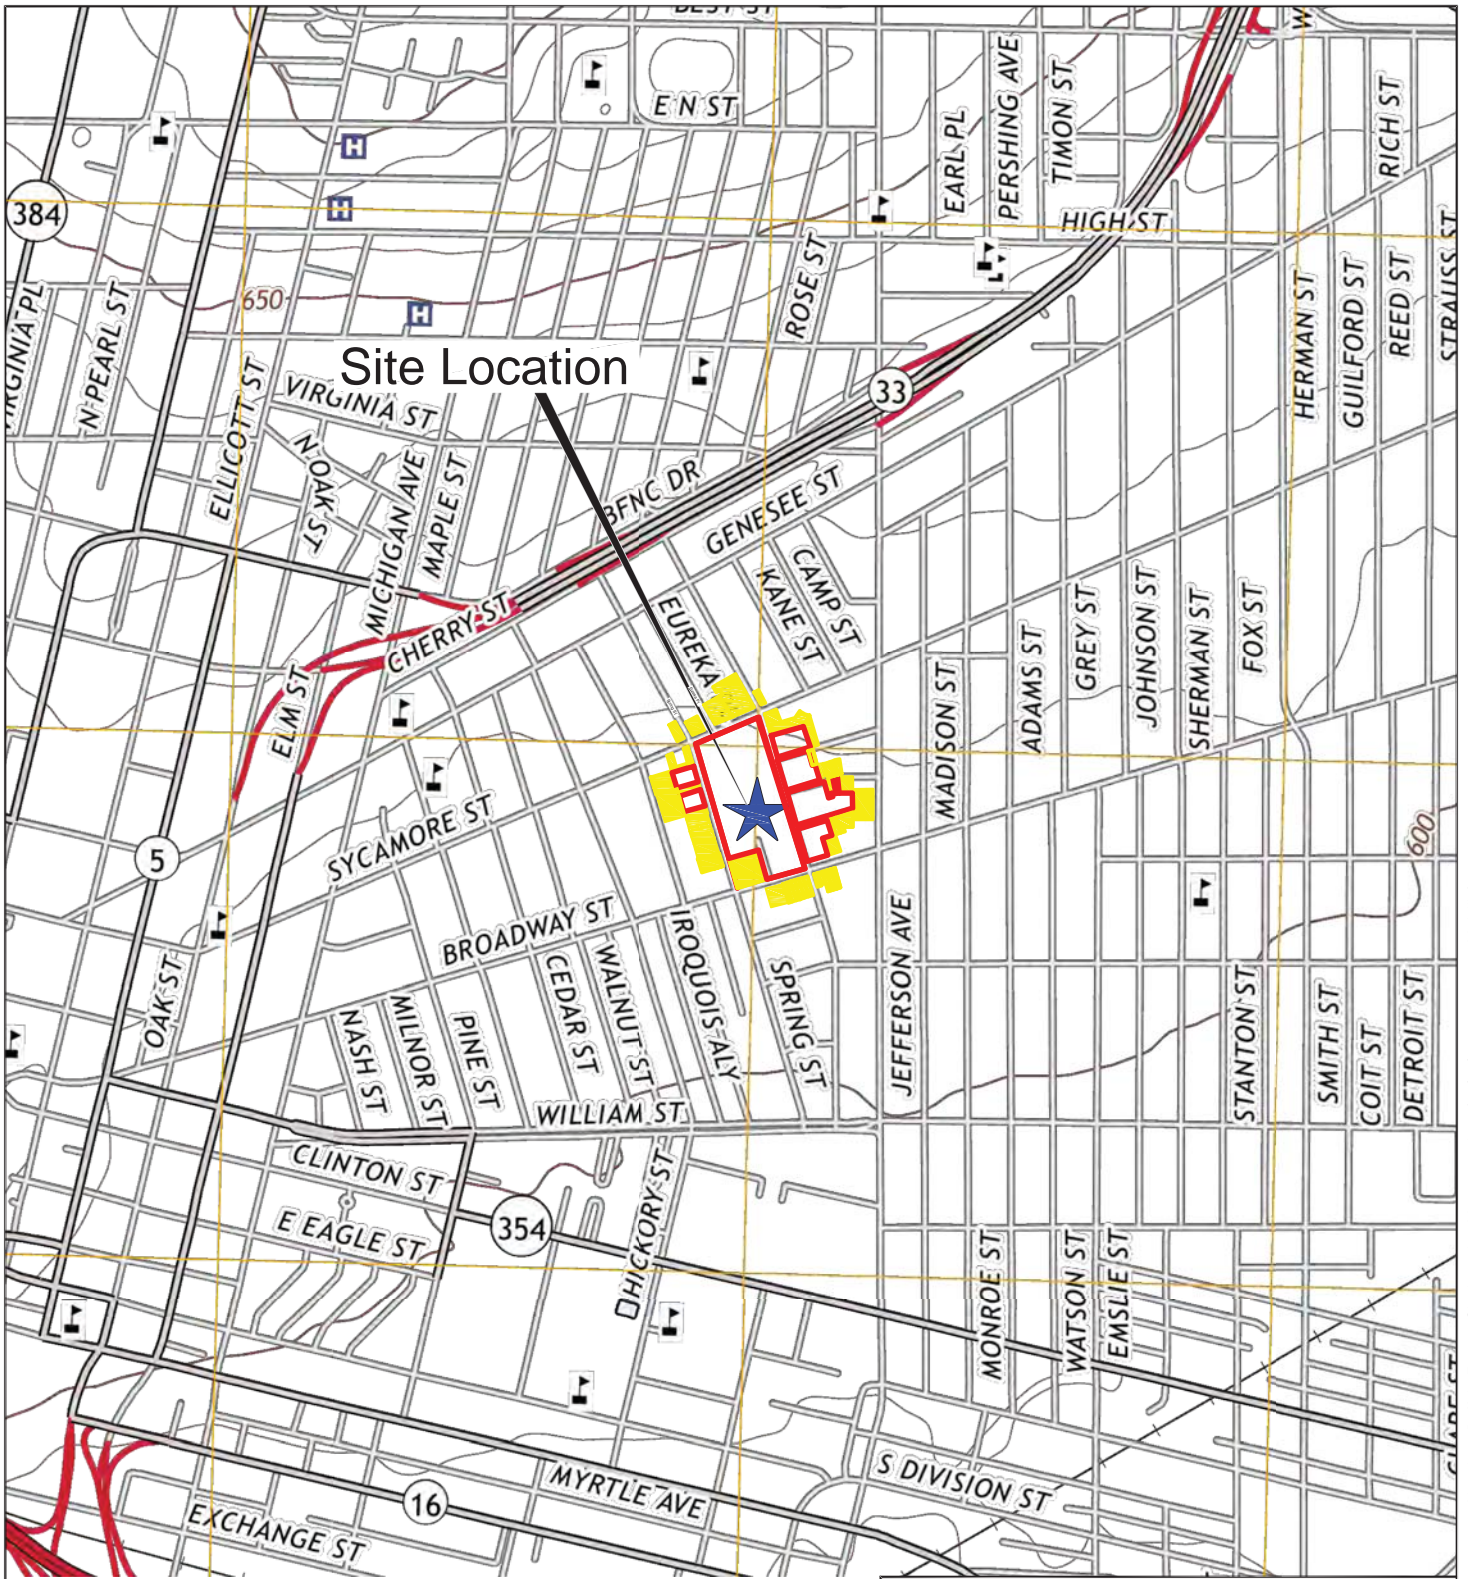 BEST ST
E N ST
EARL PL
PERSHING AVE
TIMON ST
RICH ST
384
HIGH ST
ROSE ST
VIRGINIA PL
N PEARL ST
650
H
H
H
HERMAN ST
GUILFORD ST
REED ST
STRAUSS ST
Site Location
33
ELLICOTT ST
VIRGINIA ST
N OAK ST
MICHIGAN AVE
MAPLE ST
BFNC DR
GENESEE ST
CAMP ST
KANE ST
EUREKA
CHERRY ST
ELM ST
MADISON ST
ADAMS ST
GREY ST
JOHNSON ST
SHERMAN ST
FOX ST
5
SYCAMORE ST
600
BROADWAY ST
OAK ST
NASH ST
MILNOR ST
PINE ST
CEDAR ST
WALNUT ST
IROQUOIS ALY
SPRING ST
JEFFERSON AVE
STANTON ST
SMITH ST
COIT ST
DETROIT ST
WILLIAM ST
CLINTON ST
E EAGLE ST
354
HICKORY ST
MONROE ST
WATSON ST
EMSLIE ST
16
MYRTLE AVE
S DIVISION ST
EXCHANGE ST